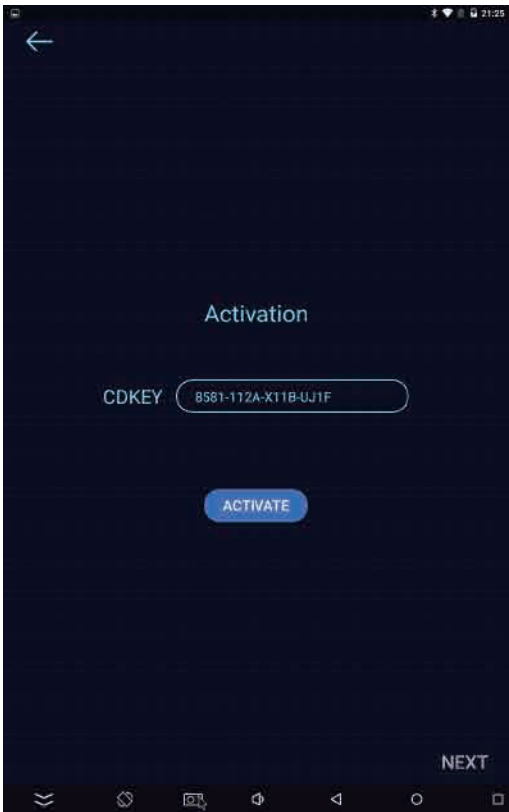 21:25
Activation
CDKEY 8581-112A-X11B-UJ1F
ACTIVATE
NEXT